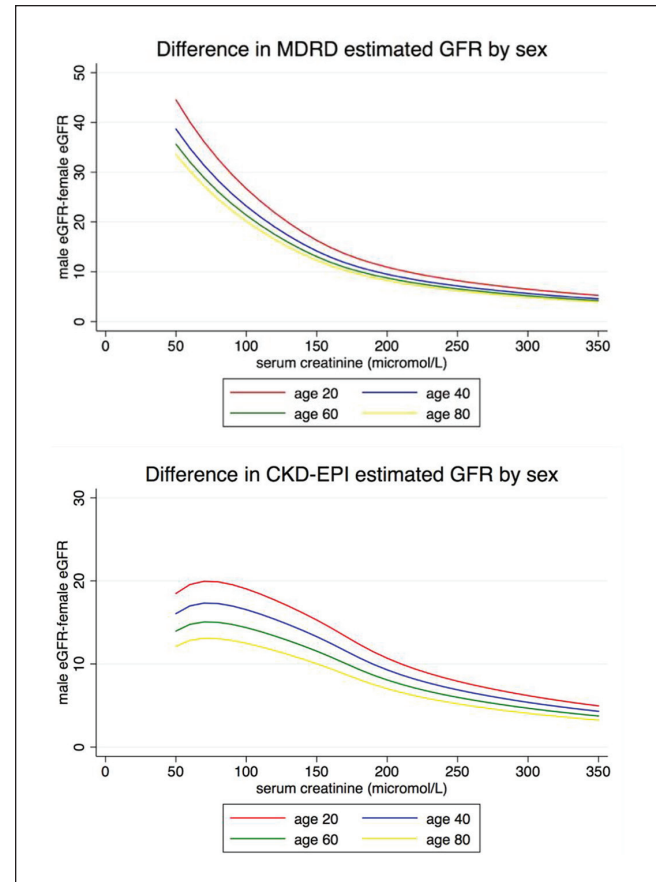 Difference in MDRD estimated GFR by sex
male eGFR-female eGFR
50
40
30
20
10
0
0 50 100 150 200 250 300 350
serum creatinine (micromol/L)
age 20 age 40
age 60 age 80
Difference in CKD-EPI estimated GFR by sex
male eGFR-female eGFR
30
20
10
0
0 50 100 150 200 250 300 350
serum creatinine (micromol/L)
age 20 age 40
age 60 age 80